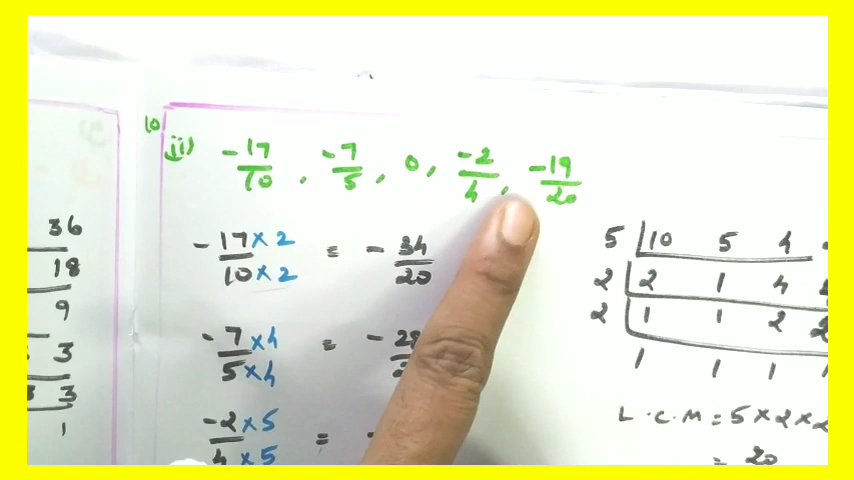 10
ii) -17/10, -7/5, 0, -2/4, -19/20
36
18
9
3
3
1
-17×2/10×2 = -34/20
-7×4/5×4 = -28
-2×5/4×5 =
5 | 10 5 4
2 | 2 1 4
2 | 1 1 2 2
1 1 1
L.C.M = 5×2×2
= 20